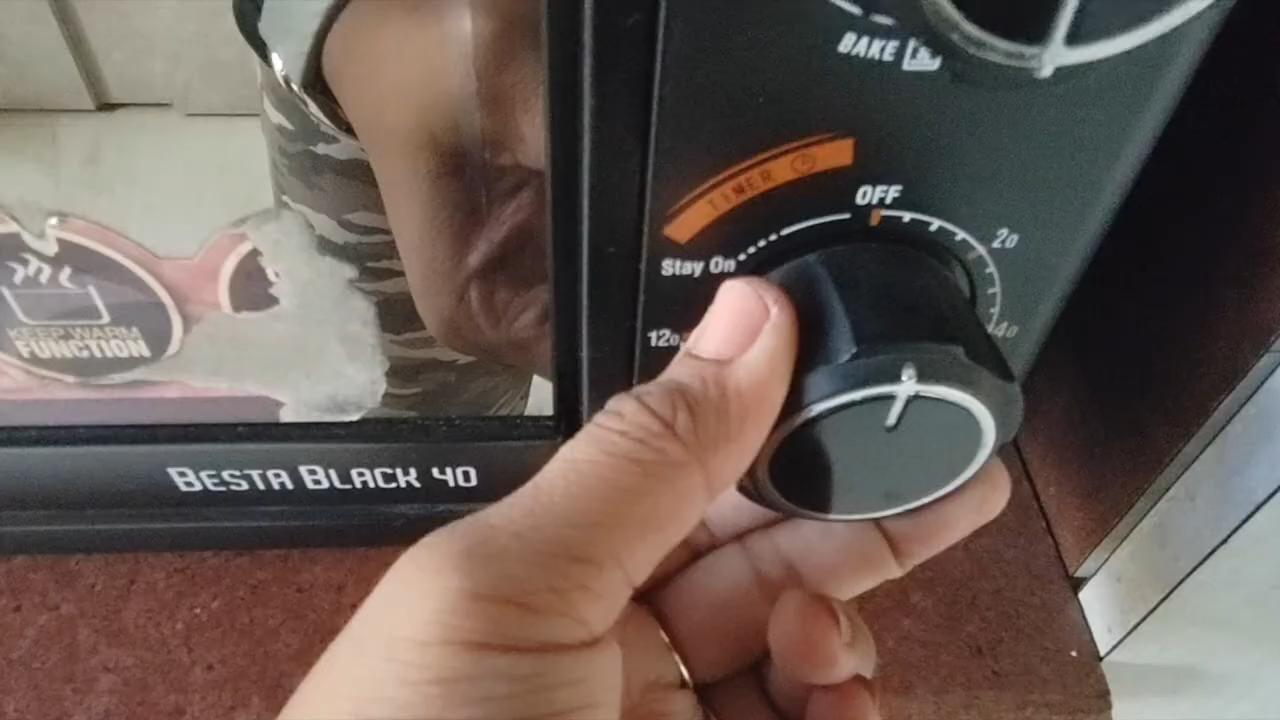 BAKE
TIMER
OFF
20
Stay On
120
40
KEEP WARM
FUNCTION
BESTA BLACK 40